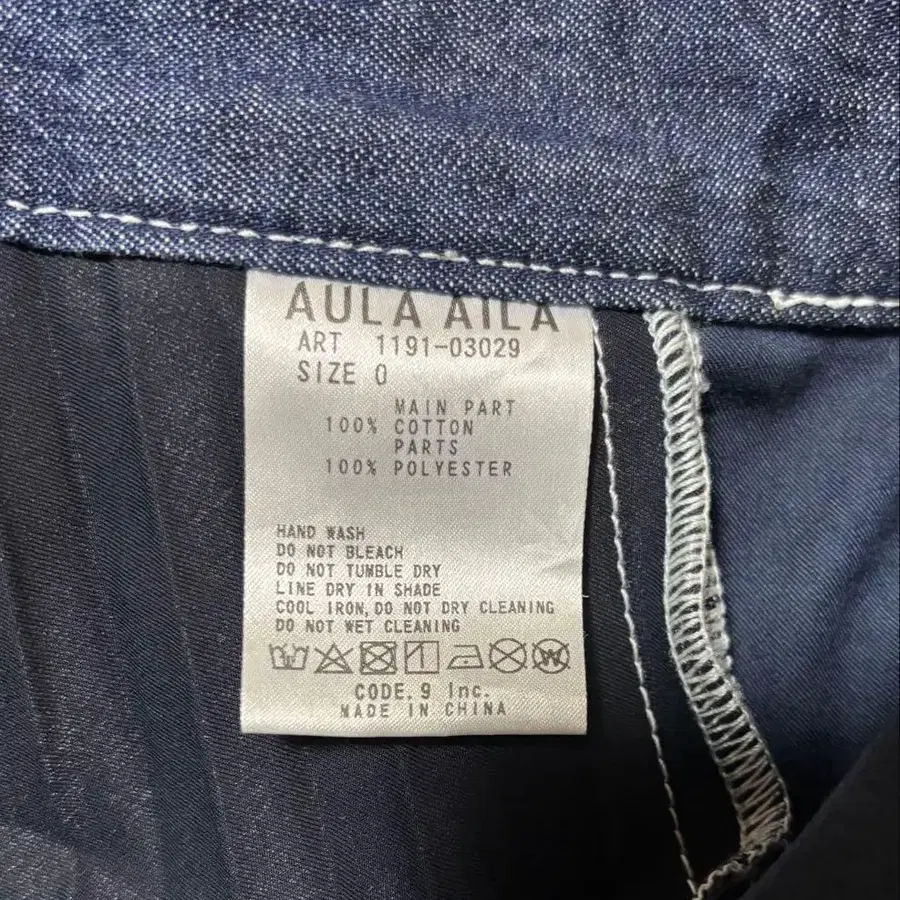 AULA AILA
ART 1191-03029
SIZE 0
MAIN PART
100% COTTON
PARTS
100% POLYESTER
HAND WASH
DO NOT BLEACH
DO NOT TUMBLE DRY
LINE DRY IN SHADE
COOL IRON, DO NOT DRY CLEANING
DO NOT WET CLEANING
W
CODE. 9 Inc.
MADE IN CHINA